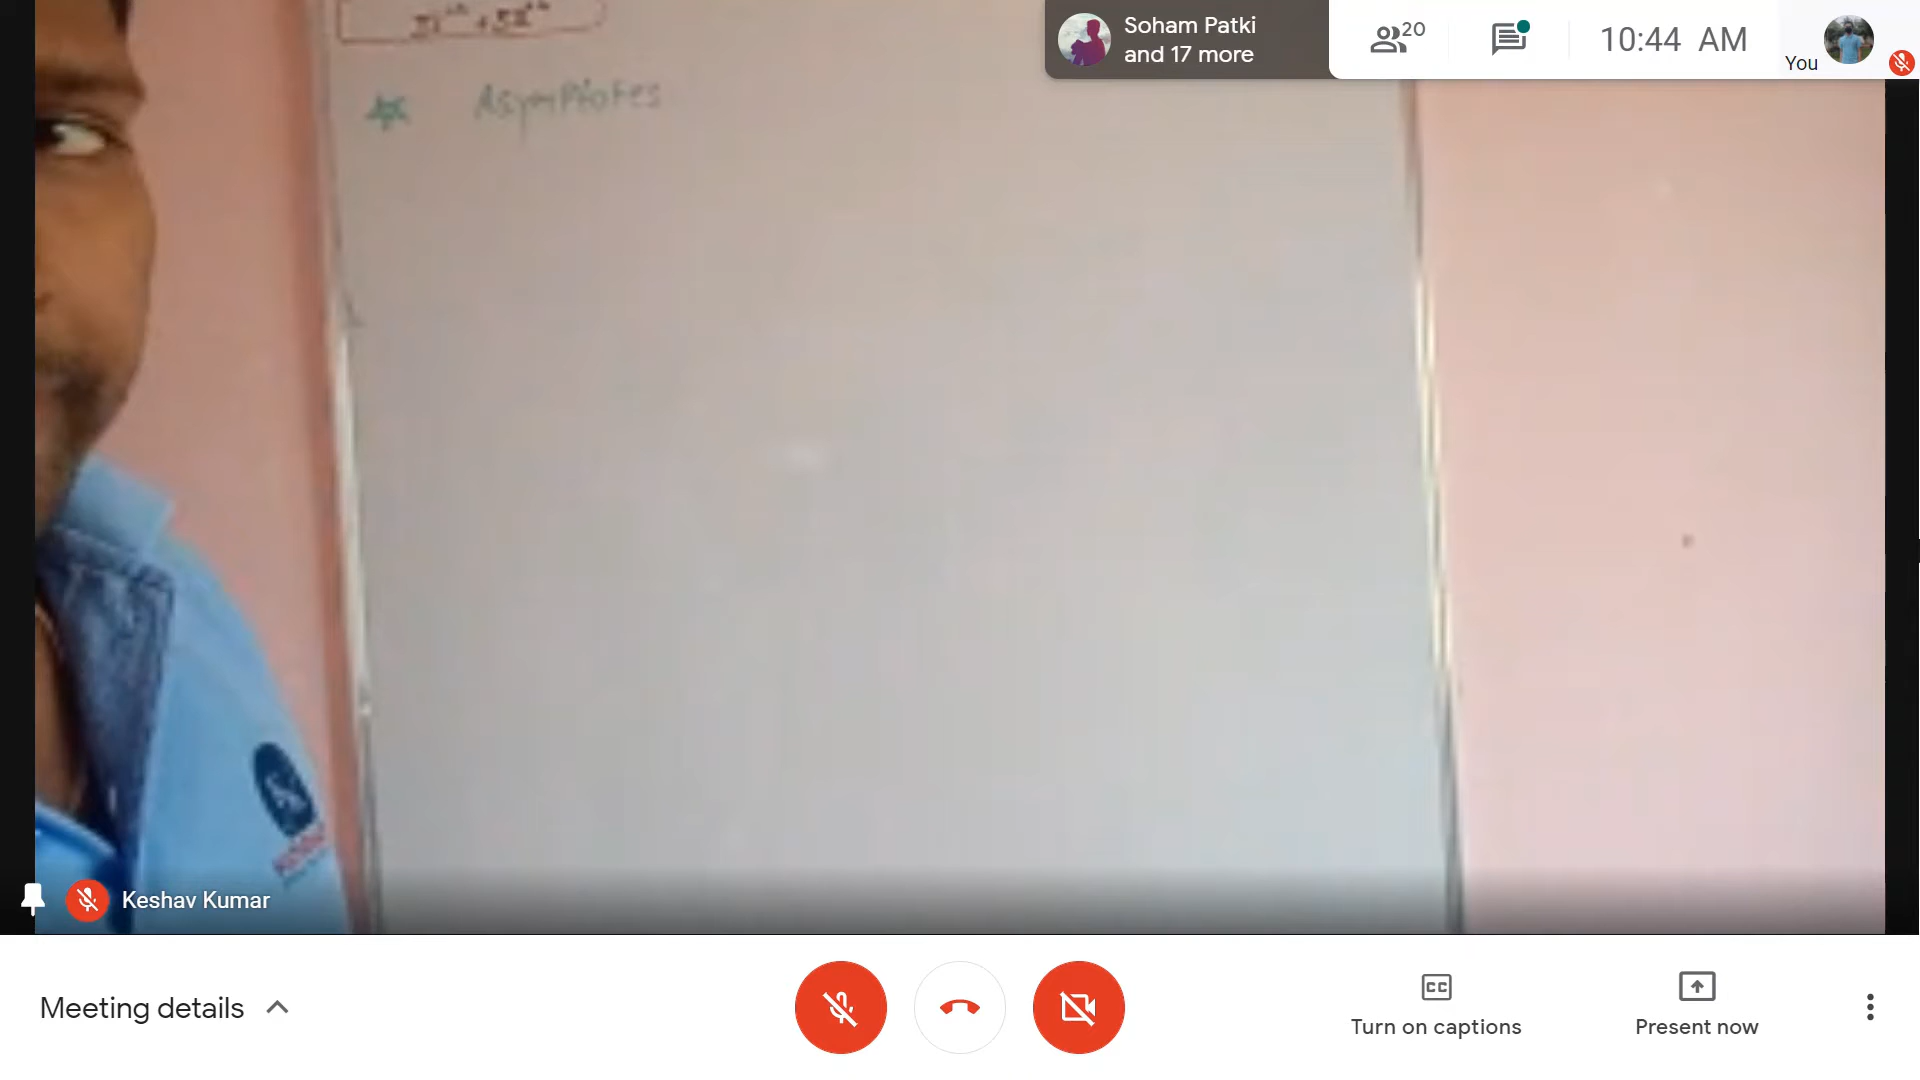 Soham Patki
and 17 more
20
10:44 AM
You
☆ Asymptotes
Keshav Kumar
Meeting details
CC
Turn on captions
Present now